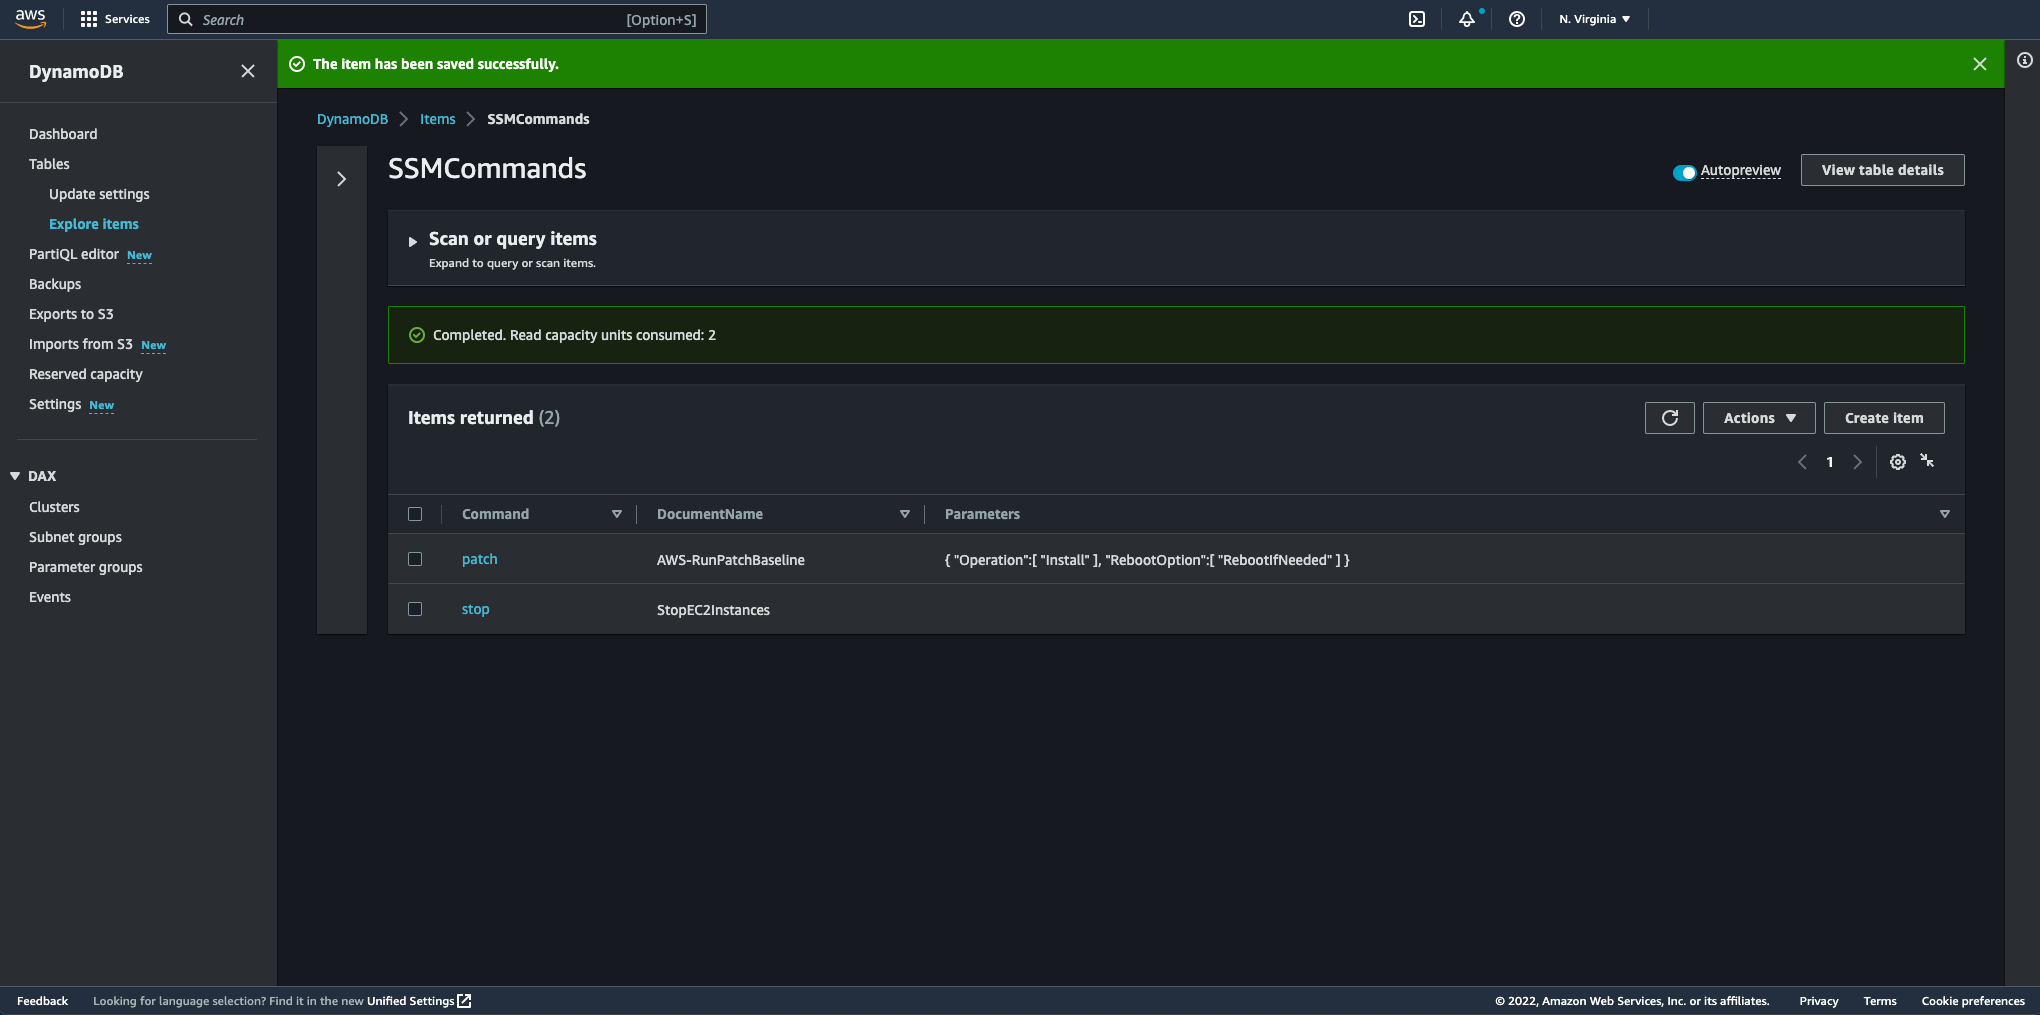 aws Services Search [Option+S] N. Virginia
DynamoDB
The item has been saved successfully.
Dashboard
Tables
Update settings
Explore items
PartiQL editor New
Backups
Exports to S3
Imports from S3 New
Reserved capacity
Settings New
DAX
Clusters
Subnet groups
Parameter groups
Events
DynamoDB Items SSMCommands
SSMCommands
Autopreview View table details
Scan or query items
Expand to query or scan items.
Completed. Read capacity units consumed: 2
Items returned (2)
Actions Create item
1
Command DocumentName Parameters
patch AWS-RunPatchBaseline { "Operation":[ "Install" ], "RebootOption":[ "RebootIfNeeded" ] }
stop StopEC2Instances
Feedback Looking for language selection? Find it in the new Unified Settings © 2022, Amazon Web Services, Inc. or its affiliates. Privacy Terms Cookie preferences